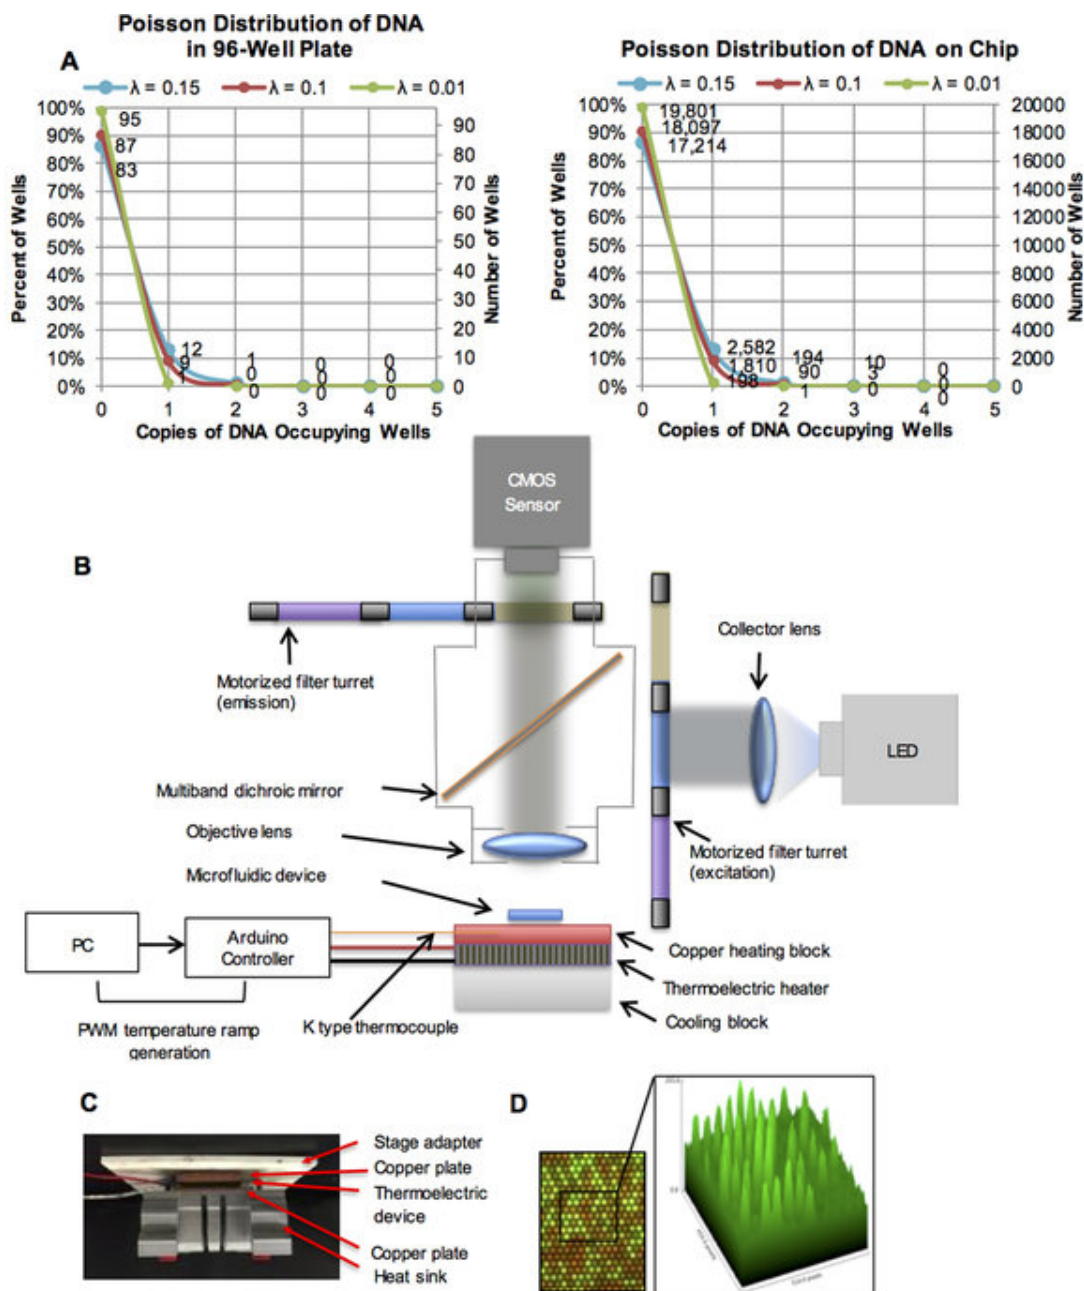 A
Poisson Distribution of DNA
in 96-Well Plate
λ = 0.15 λ = 0.1 λ = 0.01
100%
90%
80%
70%
60%
50%
40%
30%
20%
10%
0%
Percent of Wells
95
87
83
12
9
1
1
0
0
0
0
0
0
0
0
90
80
70
60
50
40
30
20
10
0
Number of Wells
0 1 2 3 4 5
Copies of DNA Occupying Wells
Poisson Distribution of DNA on Chip
λ = 0.15 λ = 0.1 λ = 0.01
100%
90%
80%
70%
60%
50%
40%
30%
20%
10%
0%
Percent of Wells
19,801
18,097
17,214
2,582
1,810
198
194
90
1
10
3
0
0
0
0
20000
18000
16000
14000
12000
10000
8000
6000
4000
2000
0
Number of Wells
0 1 2 3 4 5
Copies of DNA Occupying Wells
B
CMOS
Sensor
Motorized filter turret
(emission)
Collector lens
LED
Multiband dichroic mirror
Objective lens
Motorized filter turret
(excitation)
Microfluidic device
PC
Arduino
Controller
Copper heating block
Thermoelectric heater
Cooling block
K type thermocouple
PWM temperature ramp
generation
C
Stage adapter
Copper plate
Thermoelectric
device
Copper plate
Heat sink
D